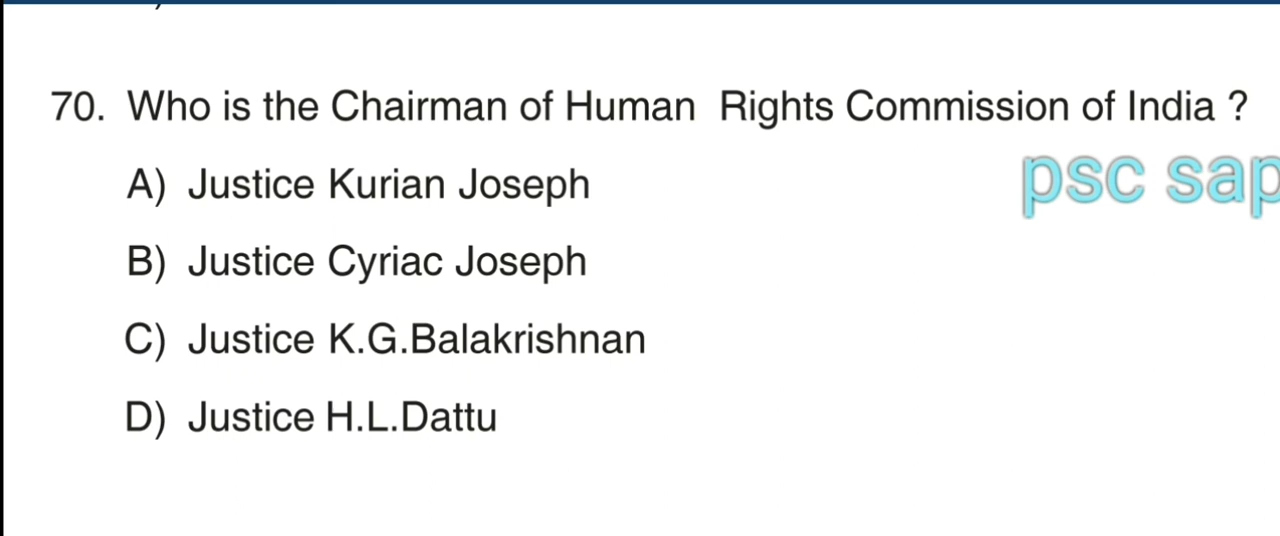 70. Who is the Chairman of Human Rights Commission of India ?
psc sap
A) Justice Kurian Joseph
B) Justice Cyriac Joseph
C) Justice K.G.Balakrishnan
D) Justice H.L.Dattu